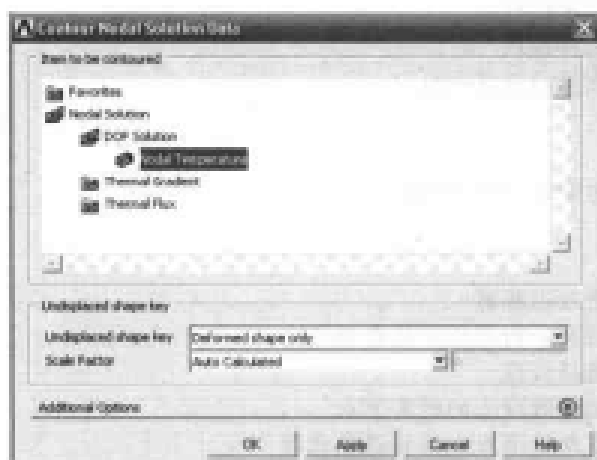 Contour Nodal Solution Data
Item to be contoured
Favorites
Nodal Solution
DOF Solution
Nodal Temperature
Thermal Gradient
Thermal Flux
Undisplaced shape key
Undisplaced shape key Deformed shape only
Scale Factor Auto Calculated
Additional Options
OK Apply Cancel Help